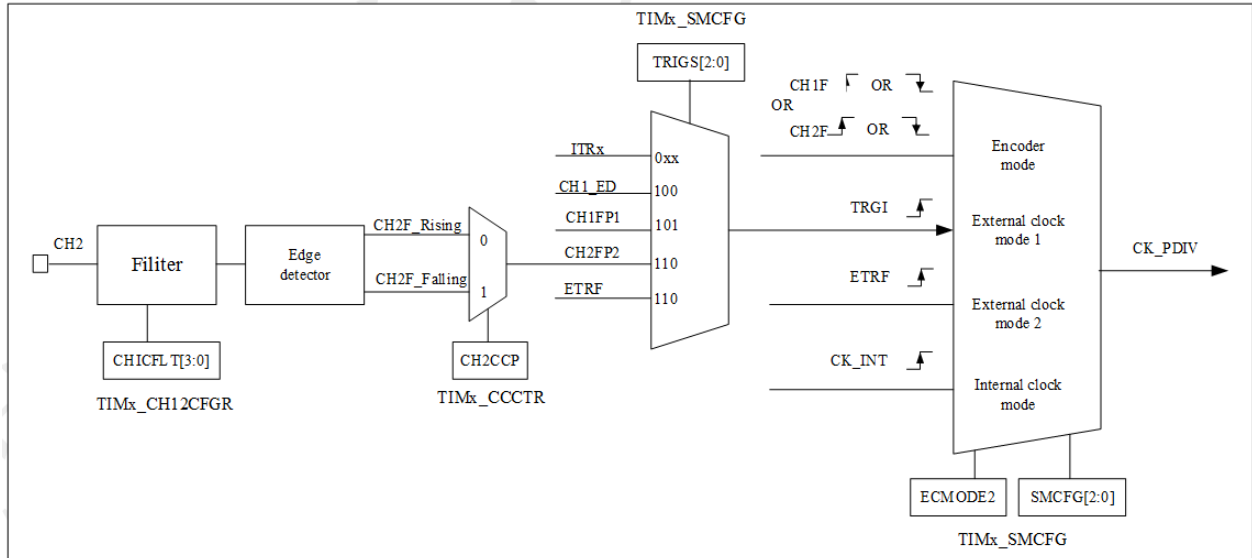 TIMx_SMCFG
TRIGS[2:0]
CH1F OR
OR
CH2F OR
Encoder
mode
ITRx
0xx
CH1_ED
100
CH1FP1
101
TRGI
External clock
mode 1
CH2
Filiter
Edge
detector
CH2F_Rising
0
CH2F_Falling
1
CH2FP2
110
ETRF
110
CK_PDIV
ETRF
External clock
mode 2
CHICFLT[3:0]
TIMx_CH12CFGR
CH2CCP
TIMx_CCCTR
CK_INT
Internal clock
mode
ECMODE2
SMCFG[2:0]
TIMx_SMCFG